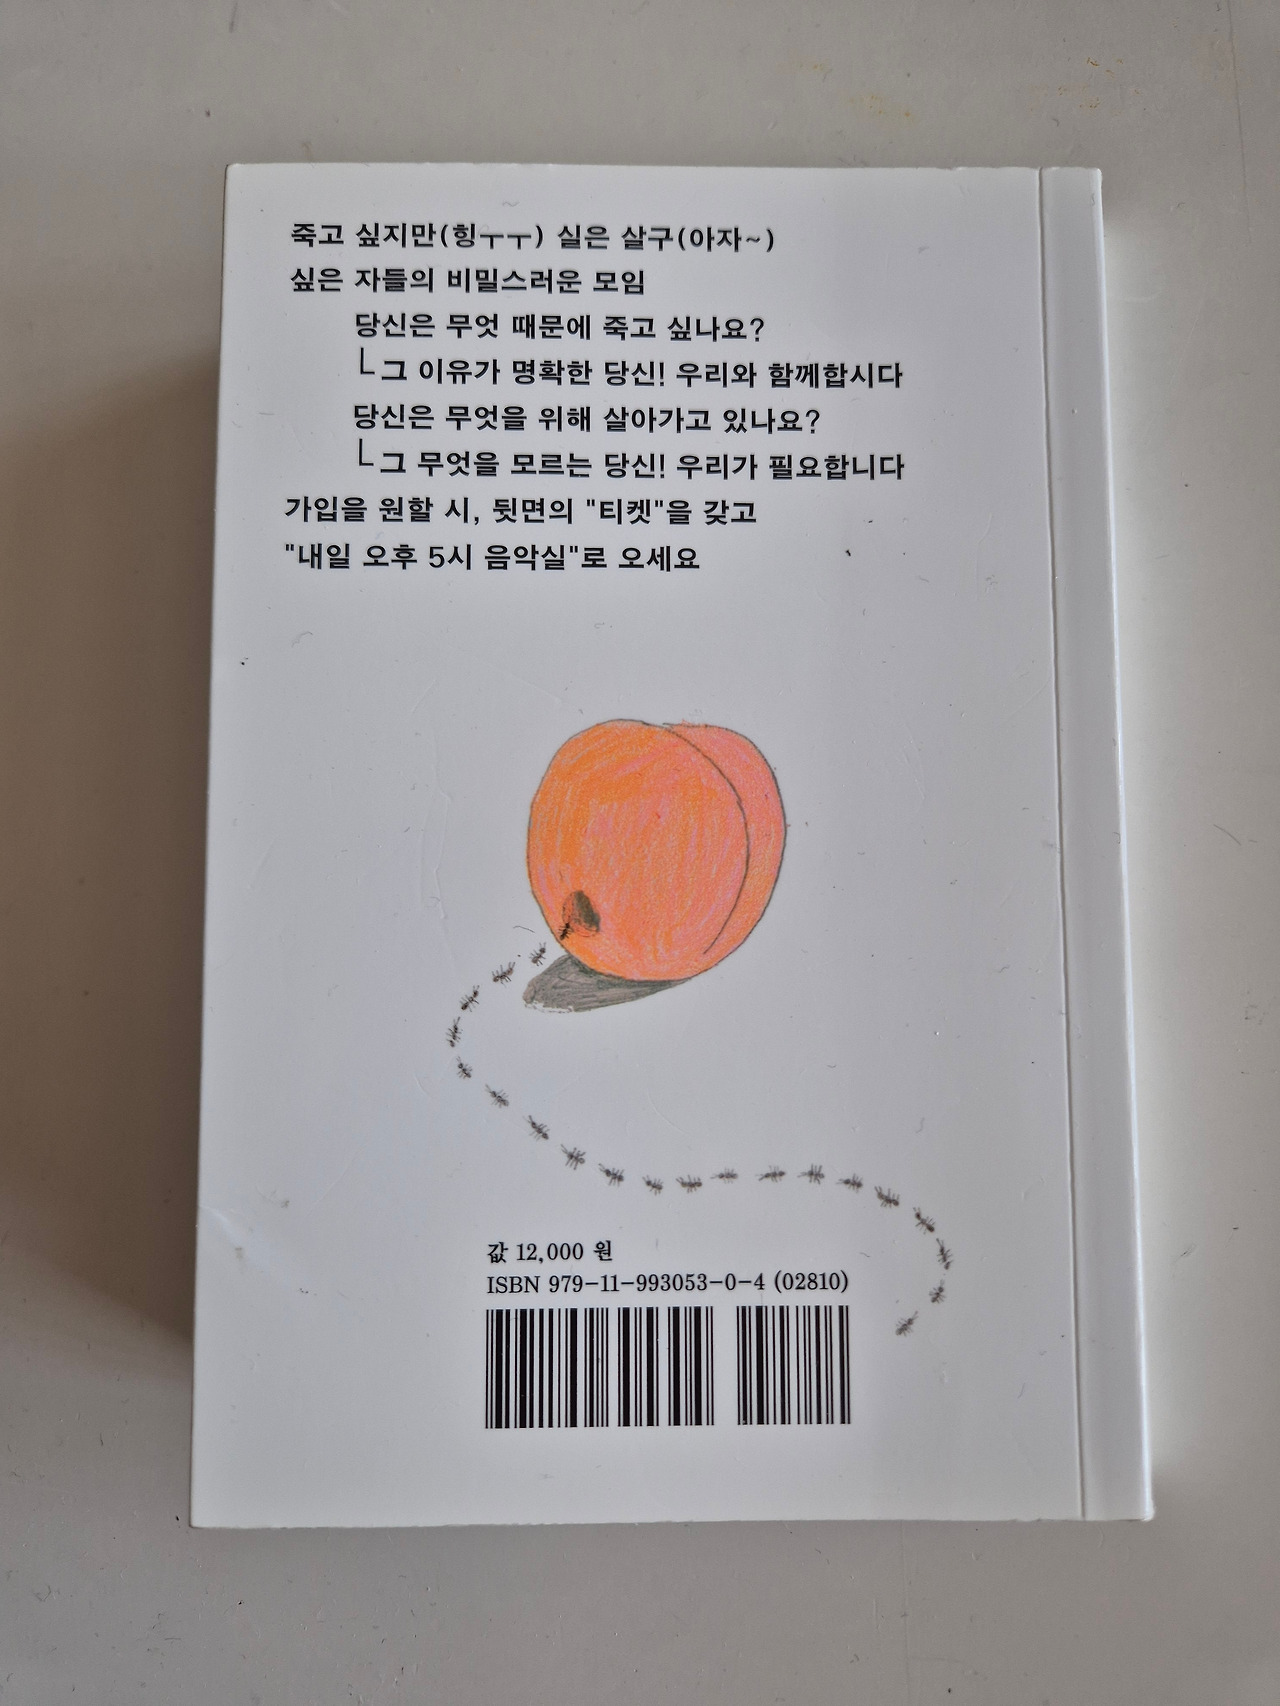 죽고 싶지만(힝ㅜㅜ) 실은 살구(아자~)
싶은 자들의 비밀스러운 모임
당신은 무엇 때문에 죽고 싶나요?
└그 이유가 명확한 당신! 우리와 함께합시다
당신은 무엇을 위해 살아가고 있나요?
└그 무엇을 모르는 당신! 우리가 필요합니다
가입을 원할 시, 뒷면의 "티켓"을 갖고
"내일 오후 5시 음악실"로 오세요
값 12,000 원
ISBN 979-11-993053-0-4 (02810)